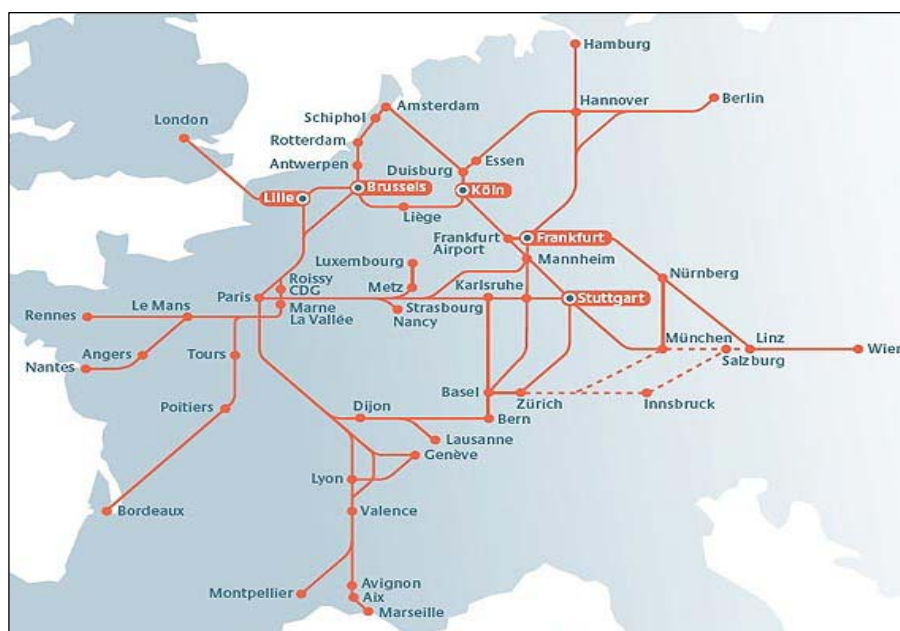 Hamburg
Berlin
Hannover
Amsterdam
Schiphol
London
Rotterdam
Antwerpen
Duisburg
Essen
Lille
Brussels
Köln
Liège
Frankfurt
Airport
Frankfurt
Luxembourg
Mannheim
Nürnberg
Roissy
CDG
Metz
Karlsruhe
Paris
Stuttgart
Rennes
Le Mans
Marne
La Vallée
Strasbourg
Nancy
München
Linz
Wien
Salzburg
Angers
Tours
Nantes
Basel
Zürich
Innsbruck
Poitiers
Dijon
Bern
Lausanne
Genève
Lyon
Bordeaux
Valence
Montpellier
Avignon
Aix
Marseille